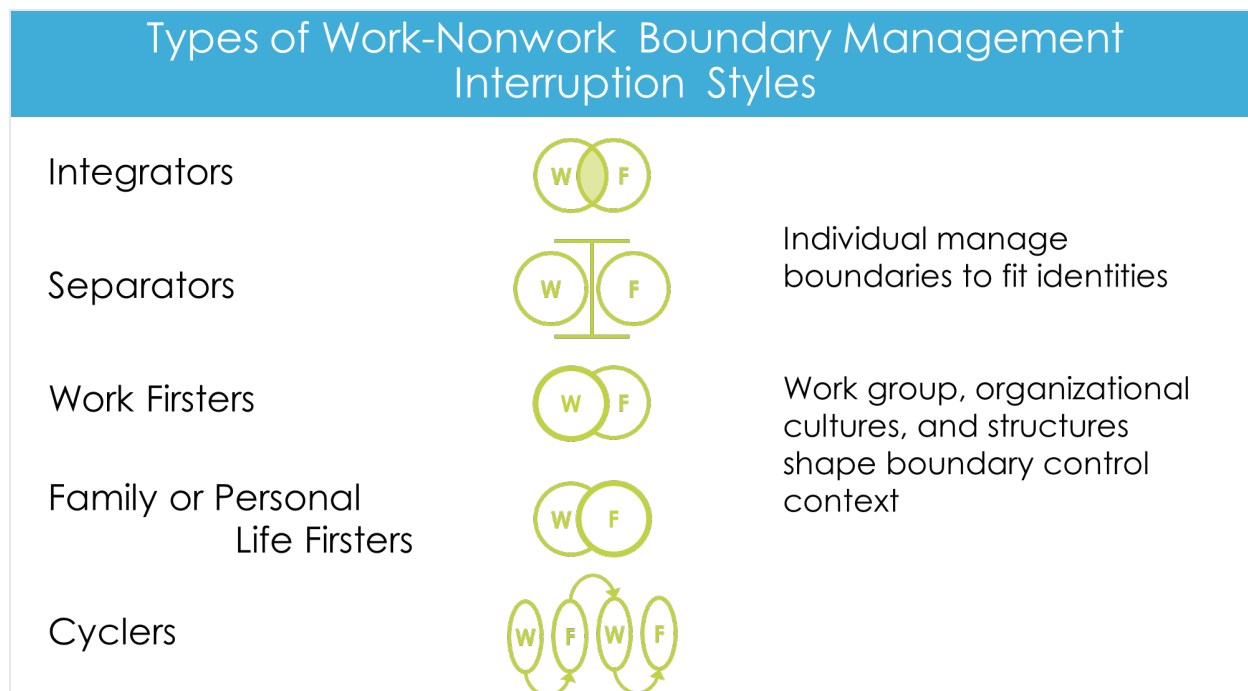 Types of Work-Nonwork Boundary Management
Interruption Styles
Integrators
W F
Separators
W F
Work Firsters
W F
Family or Personal
Life Firsters
W F
Cyclers
W F W F
Individual manage
boundaries to fit identities
Work group, organizational
cultures, and structures
shape boundary control
context